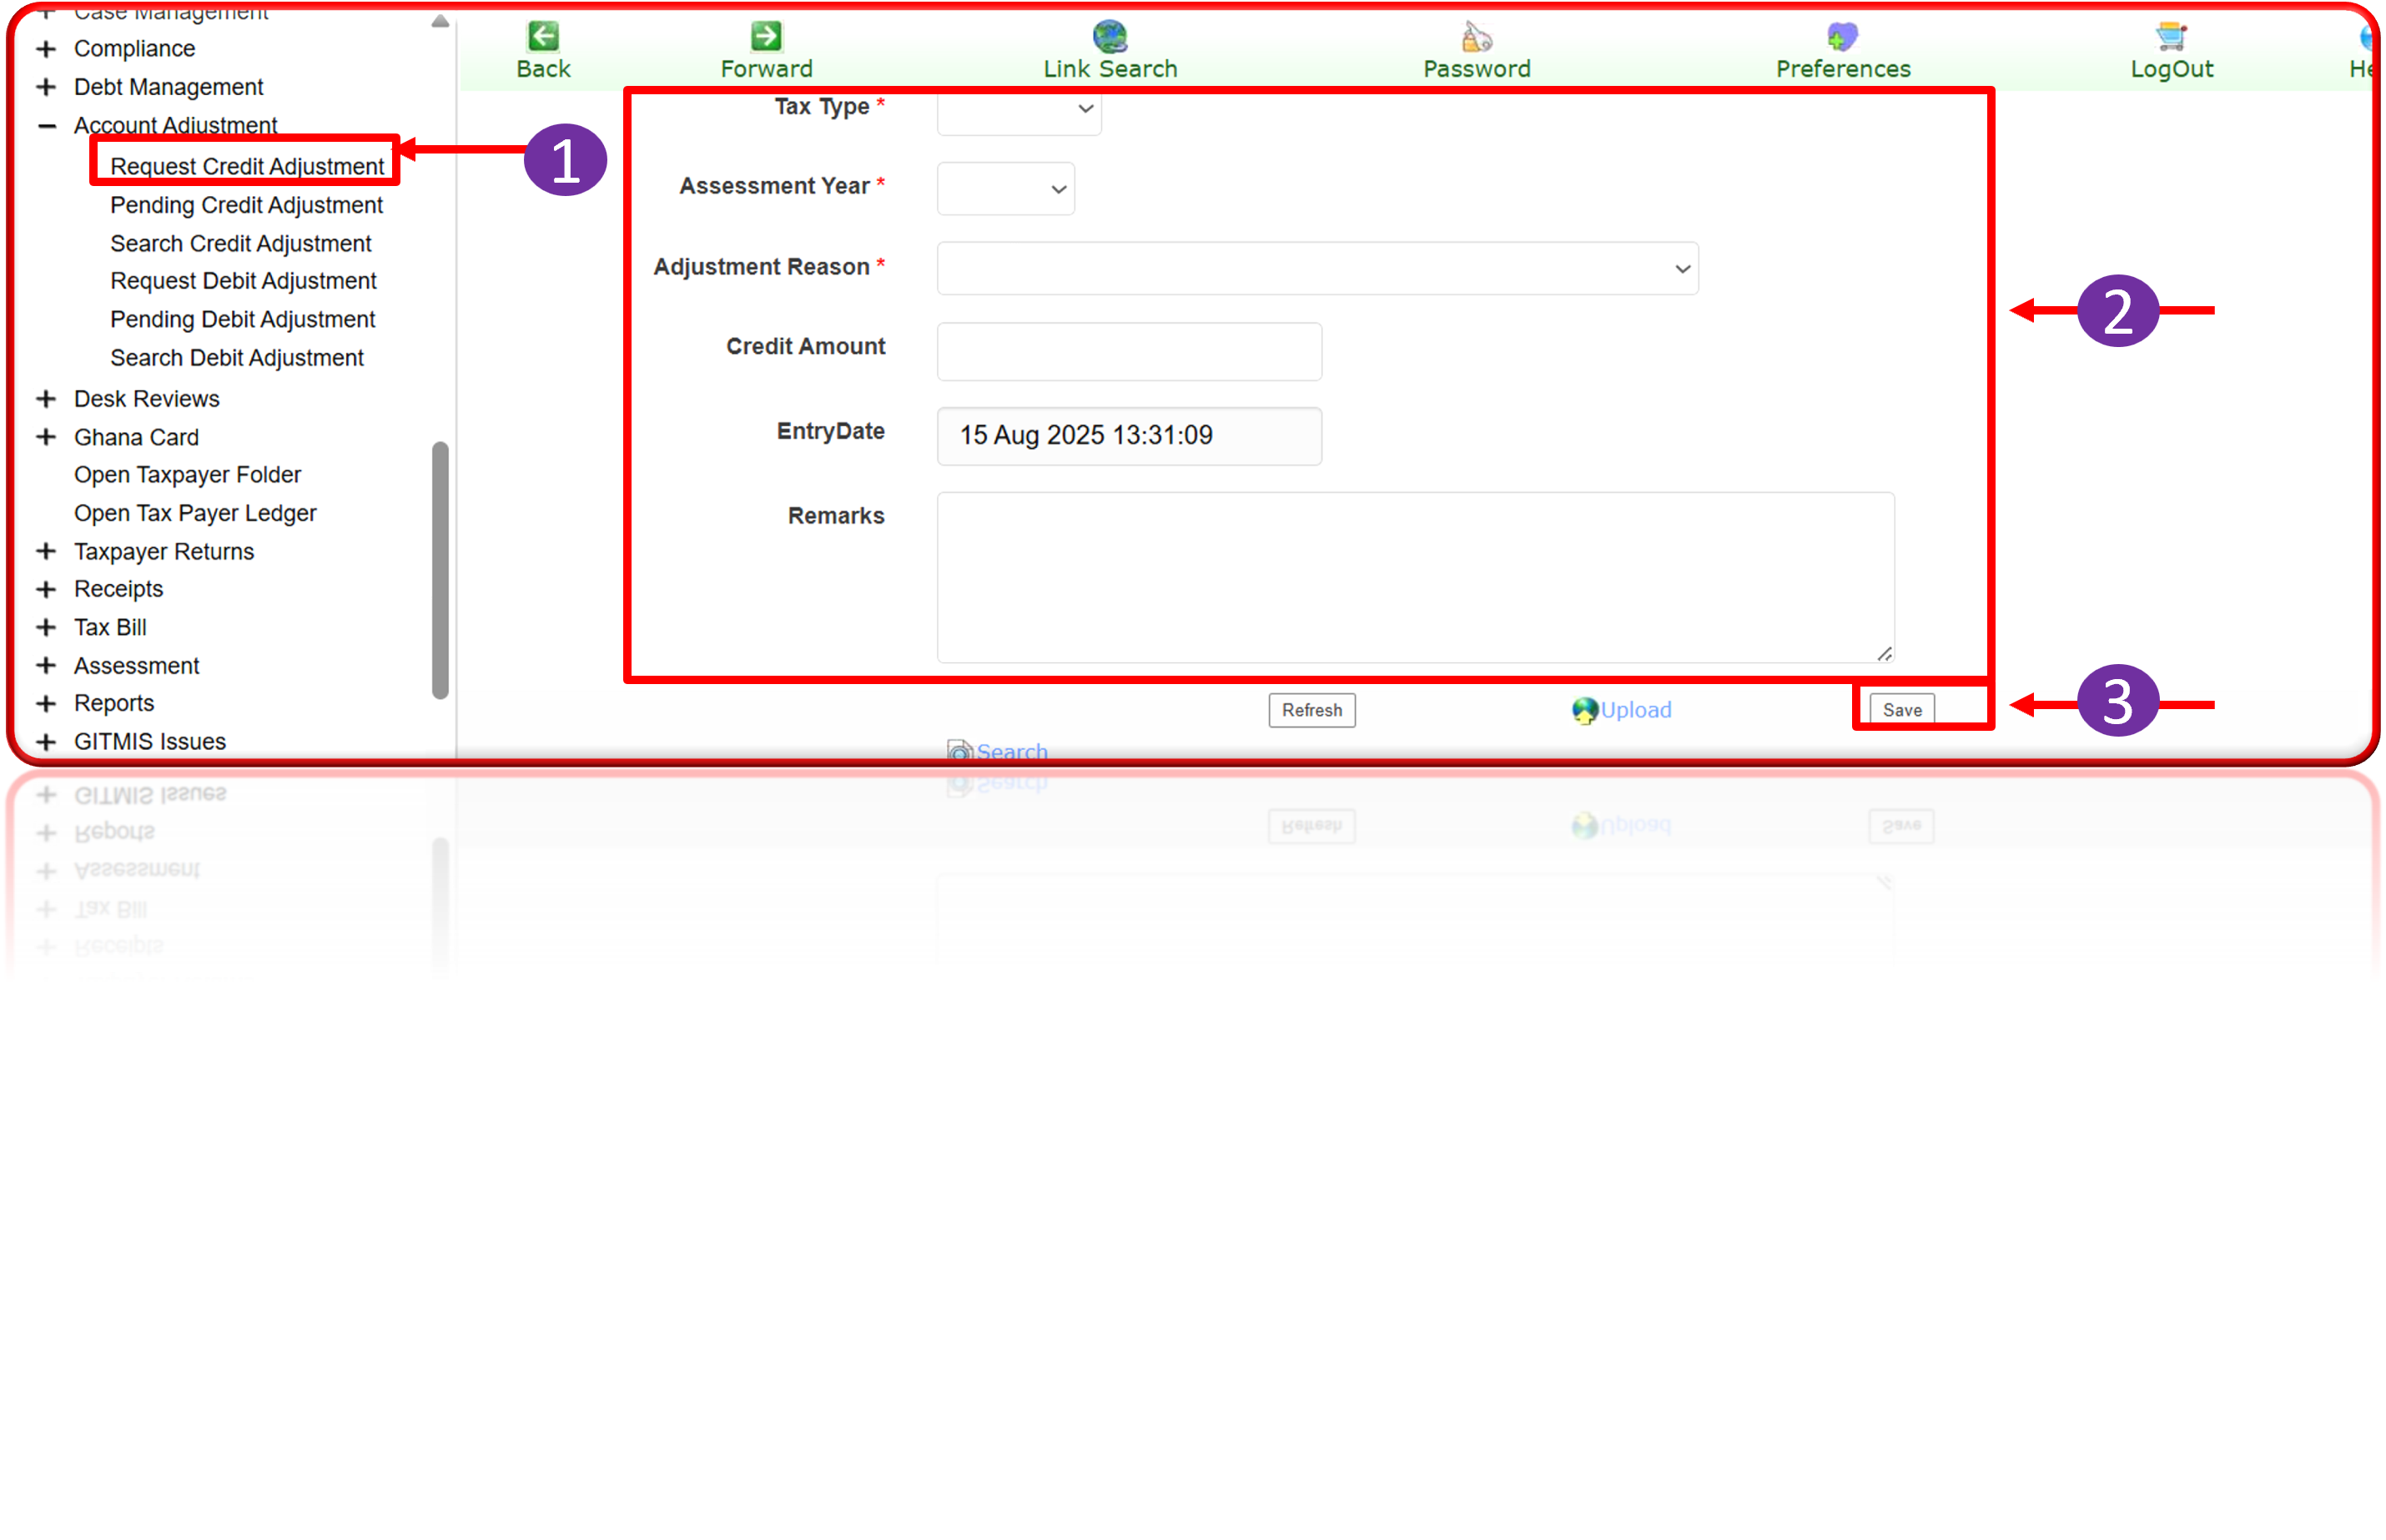 Case Management
Compliance
Debt Management
Account Adjustment
Request Credit Adjustment
Pending Credit Adjustment
Search Credit Adjustment
Request Debit Adjustment
Pending Debit Adjustment
Search Debit Adjustment
Desk Reviews
Ghana Card
Open Taxpayer Folder
Open Tax Payer Ledger
Taxpayer Returns
Receipts
Tax Bill
Assessment
Reports
GITMIS Issues
Back Forward Link Search Password Preferences LogOut
Tax Type *
Assessment Year *
Adjustment Reason *
Credit Amount
EntryDate 15 Aug 2025 13:31:09
Remarks
Refresh Upload Save
Search
1
2
3